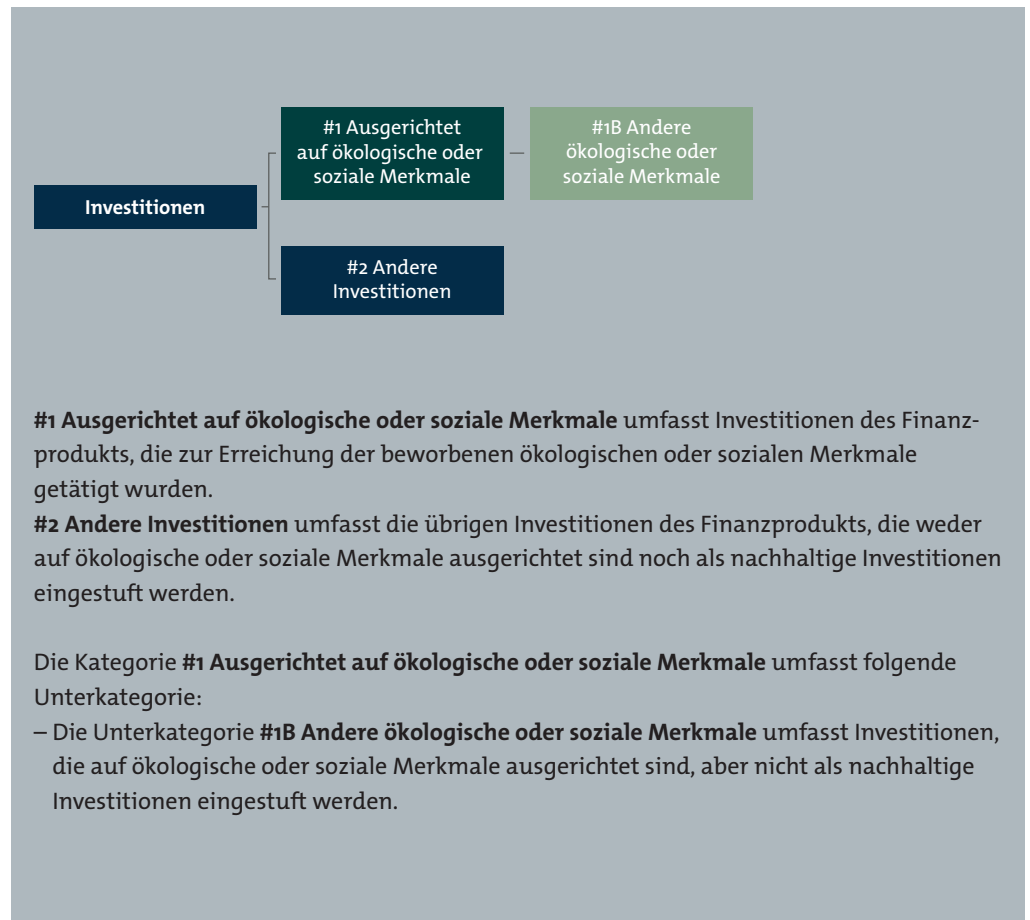 #1 Ausgerichtet
auf ökologische oder
soziale Merkmale
#1B Andere
ökologische oder
soziale Merkmale
Investitionen
#2 Andere
Investitionen
#1 Ausgerichtet auf ökologische oder soziale Merkmale umfasst Investitionen des Finanz-
produkts, die zur Erreichung der beworbenen ökologischen oder sozialen Merkmale
getätigt wurden.
#2 Andere Investitionen umfasst die übrigen Investitionen des Finanzprodukts, die weder
auf ökologische oder soziale Merkmale ausgerichtet sind noch als nachhaltige Investitionen
eingestuft werden.
Die Kategorie #1 Ausgerichtet auf ökologische oder soziale Merkmale umfasst folgende
Unterkategorie:
– Die Unterkategorie #1B Andere ökologische oder soziale Merkmale umfasst Investitionen,
die auf ökologische oder soziale Merkmale ausgerichtet sind, aber nicht als nachhaltige
Investitionen eingestuft werden.